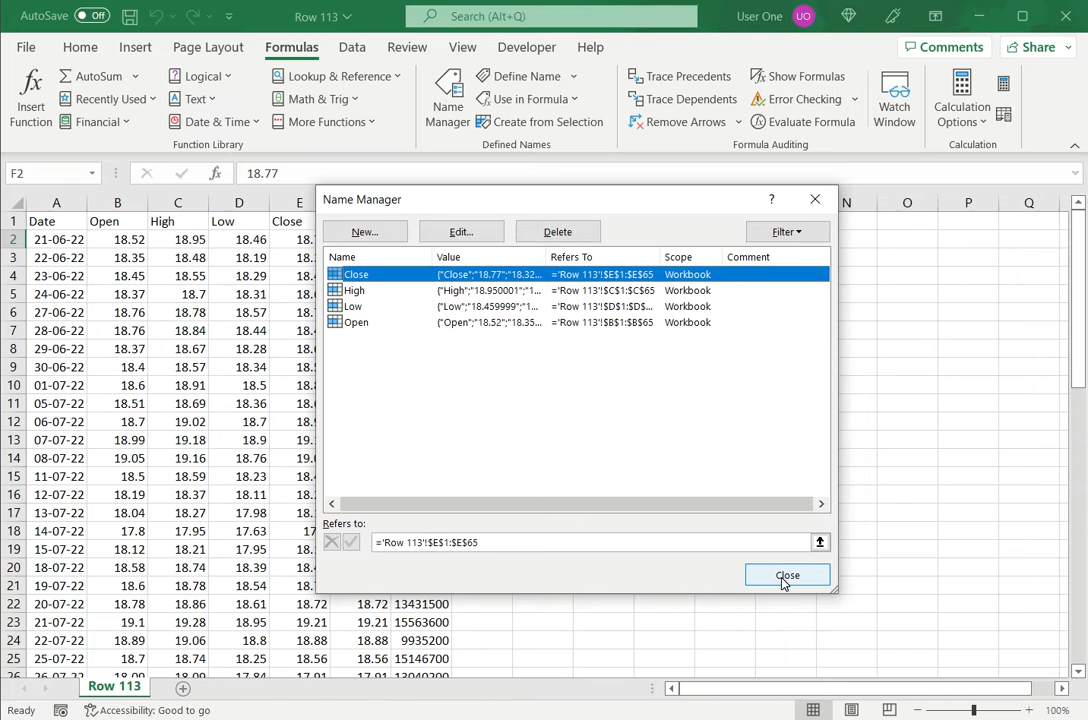 AutoSave Off Row 113 Search (Alt+Q) User One UO
File Home Insert Page Layout Formulas Data Review View Developer Help Comments Share
Insert Function AutoSum Recently Used Financial Logical Text Date & Time Lookup & Reference Math & Trig More Functions
Name Manager Define Name Use in Formula Create from Selection
Trace Precedents Trace Dependents Remove Arrows Show Formulas Error Checking Evaluate Formula Watch Window Calculation Options
Function Library Defined Names Formula Auditing Calculation
F2 fx 18.77
Name Manager ?
New... Edit... Delete Filter
Name Value Refers To Scope Comment
Close {"Close";"18.77";"18.32... ='Row 113'!$E$1:$E$65 Workbook
High {"High";"18.950001";"1... ='Row 113'!$C$1:$C$65 Workbook
Low {"Low";"18.459999";"1... ='Row 113'!$D$1:$D$... Workbook
Open {"Open";"18.52";"18.35... ='Row 113'!$B$1:$B$65 Workbook
Refers to:
='Row 113'!$E$1:$E$65
Close
A B C D E N O P Q
1 Date Open High Low Close
2 21-06-22 18.52 18.95 18.46
3 22-06-22 18.35 18.48 18.19
4 23-06-22 18.45 18.55 18.29
5 24-06-22 18.37 18.7 18.31
6 27-06-22 18.76 18.78 18.57
7 28-06-22 18.76 18.84 18.44
8 29-06-22 18.37 18.67 18.28
9 30-06-22 18.4 18.57 18.34
10 01-07-22 18.6 18.91 18.5
11 05-07-22 18.51 18.69 18.36
12 06-07-22 18.7 19.02 18.7
13 07-07-22 18.99 19.18 18.9
14 08-07-22 19.05 19.16 18.76
15 11-07-22 18.5 18.59 18.23
16 12-07-22 18.19 18.37 18.11
17 13-07-22 18.04 18.27 17.98
18 14-07-22 17.8 17.95 17.63
19 15-07-22 18.12 18.21 17.95
20 18-07-22 18.58 18.74 18.39
21 19-07-22 18.6 18.78 18.54
22 20-07-22 18.78 18.86 18.61 18.72 18.72 13431500
23 21-07-22 19.1 19.28 18.95 19.21 19.21 15563600
24 22-07-22 18.89 19.06 18.8 18.88 18.88 9935200
25 25-07-22 18.7 18.74 18.25 18.56 18.56 15146700
Row 113
Ready Accessibility: Good to go 100%